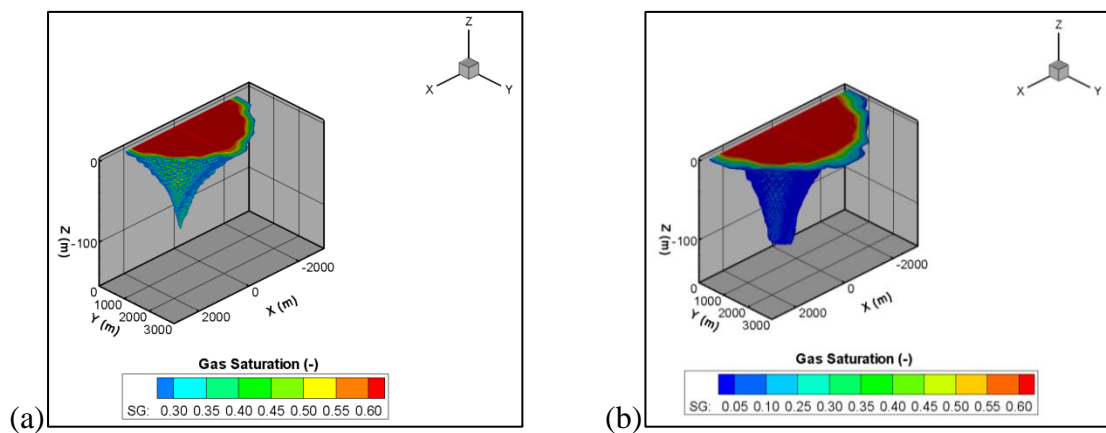 Z
X
Y
0
-100
Z (m)
0
1000
2000
3000
Y (m)
2000
0
-2000
X (m)
Gas Saturation (-)
SG: 0.30 0.35 0.40 0.45 0.50 0.55 0.60
(a)
Z
X
Y
0
-100
Z (m)
0
1000
2000
3000
Y (m)
2000
0
-2000
X (m)
Gas Saturation (-)
SG: 0.05 0.10 0.25 0.30 0.35 0.40 0.45 0.50 0.55 0.60
(b)